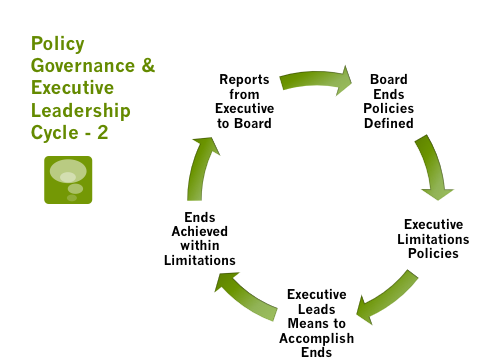 Policy
Governance &
Executive
Leadership
Cycle - 2
Reports
from
Executive
to Board
Board
Ends
Policies
Defined
Executive
Limitations
Policies
Executive
Leads
Means to
Accomplish
Ends
Ends
Achieved
within
Limitations